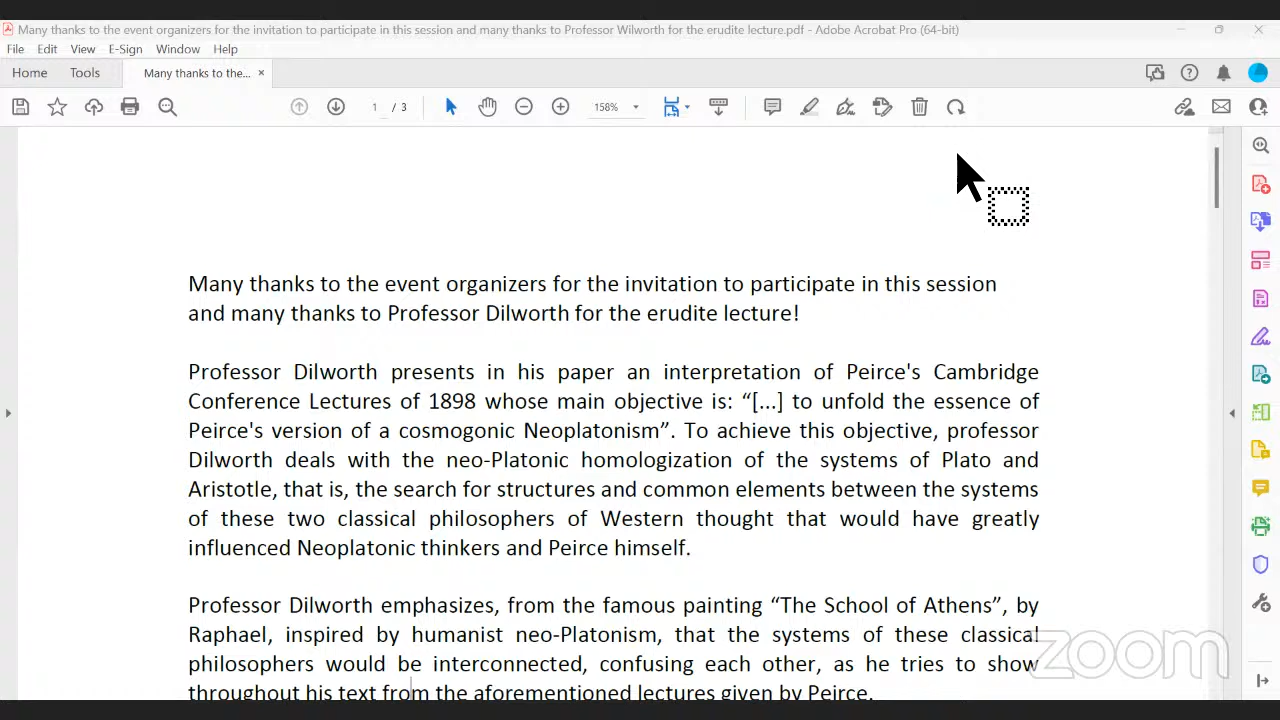 Many thanks to the event organizers for the invitation to participate in this session and many thanks to Professor Wilworth for the erudite lecture.pdf - Adobe Acrobat Pro (64-bit)
File Edit View E-Sign Window Help
Home Tools Many thanks to the... ×
1 / 3 158%
Many thanks to the event organizers for the invitation to participate in this session
and many thanks to Professor Dilworth for the erudite lecture!
Professor Dilworth presents in his paper an interpretation of Peirce's Cambridge
Conference Lectures of 1898 whose main objective is: “[...] to unfold the essence of
Peirce's version of a cosmogonic Neoplatonism”. To achieve this objective, professor
Dilworth deals with the neo-Platonic homologization of the systems of Plato and
Aristotle, that is, the search for structures and common elements between the systems
of these two classical philosophers of Western thought that would have greatly
influenced Neoplatonic thinkers and Peirce himself.
Professor Dilworth emphasizes, from the famous painting “The School of Athens”, by
Raphael, inspired by humanist neo-Platonism, that the systems of these classical
philosophers would be interconnected, confusing each other, as he tries to show
throughout his text from the aforementioned lectures given by Peirce.
zoom